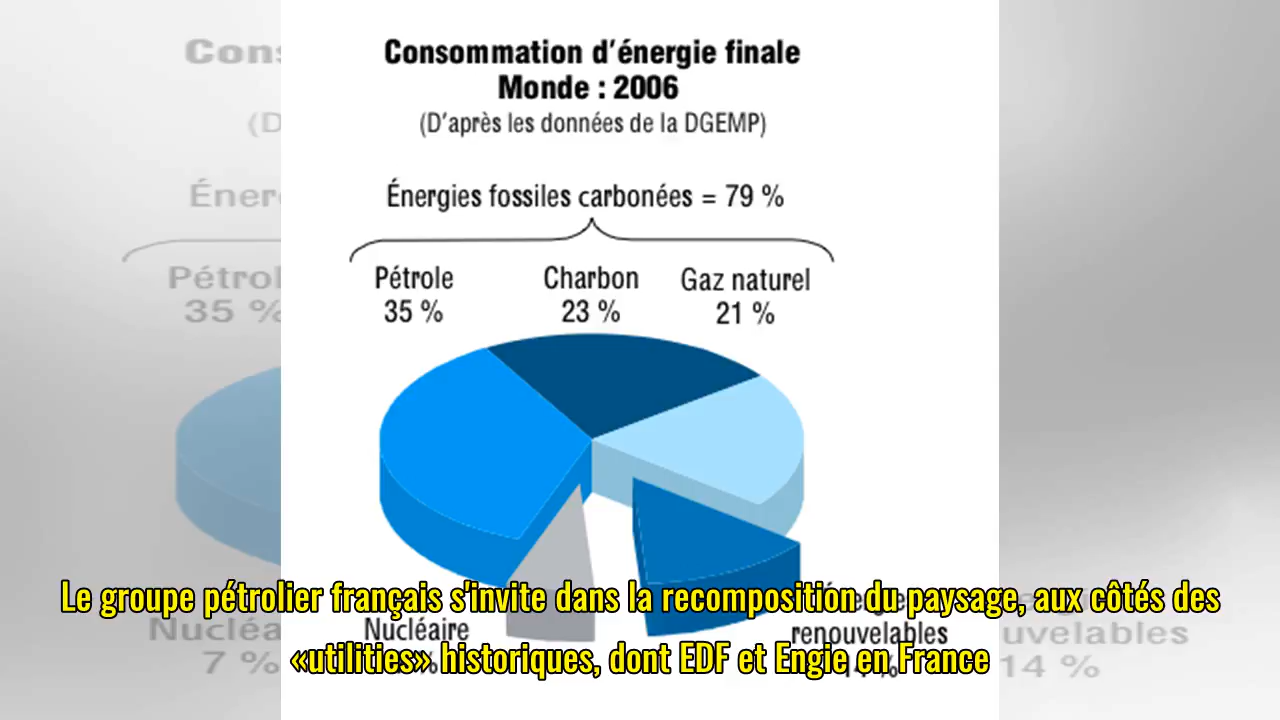 Consommation d'énergie finale
Monde : 2006
(D'après les données de la DGEMP)
Énergies fossiles carbonées = 79 %
Pétrole
35 %
Charbon
23 %
Gaz naturel
21 %
Nucléaire
7 %
renouvelables
14 %
Le groupe pétrolier français s'invite dans la recomposition du paysage, aux côtés des
«utilities» historiques, dont EDF et Engie en France